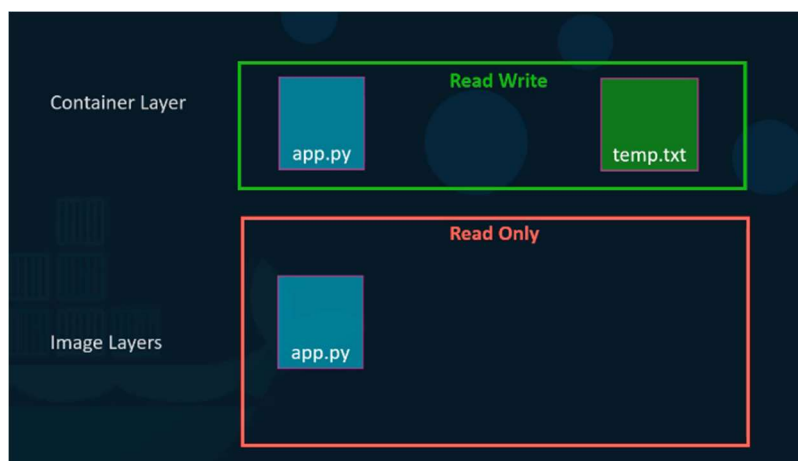 Read Write
Container Layer
app.py
temp.txt
Read Only
Image Layers
app.py